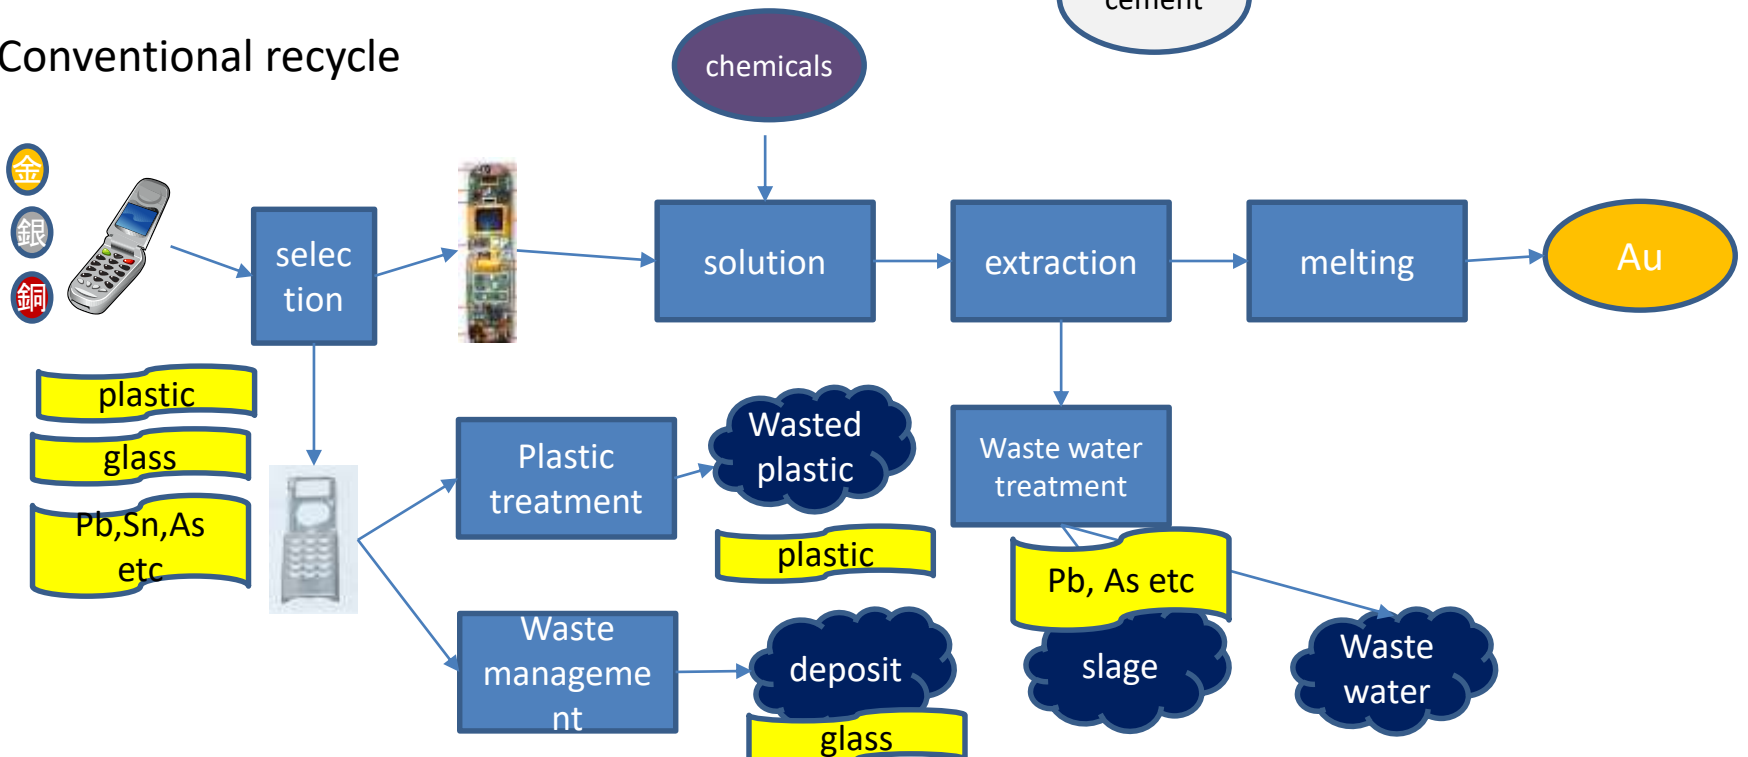 cement
Conventional recycle
chemicals
金
銀
銅
selec
tion
solution
extraction
melting
Au
plastic
glass
Pb,Sn,As
etc
Plastic
treatment
Wasted
plastic
plastic
Waste water
treatment
Pb, As etc
Waste
manageme
nt
deposit
glass
slage
Waste
water